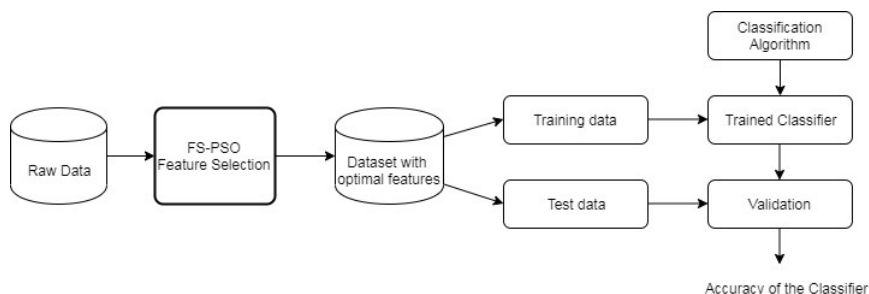 Classification
Algorithm
Raw Data
FS-PSO
Feature Selection
Dataset with
optimal features
Training data
Trained Classifier
Test data
Validation
Accuracy of the Classifier